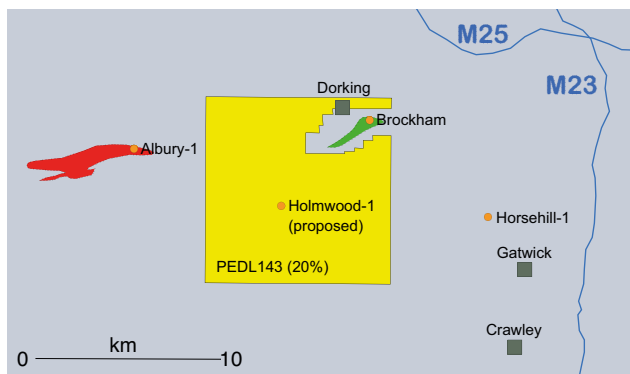 M25
M23
Dorking
Brockham
Albury-1
Holmwood-1
(proposed)
Horsehill-1
Gatwick
PEDL143 (20%)
Crawley
km
0
10